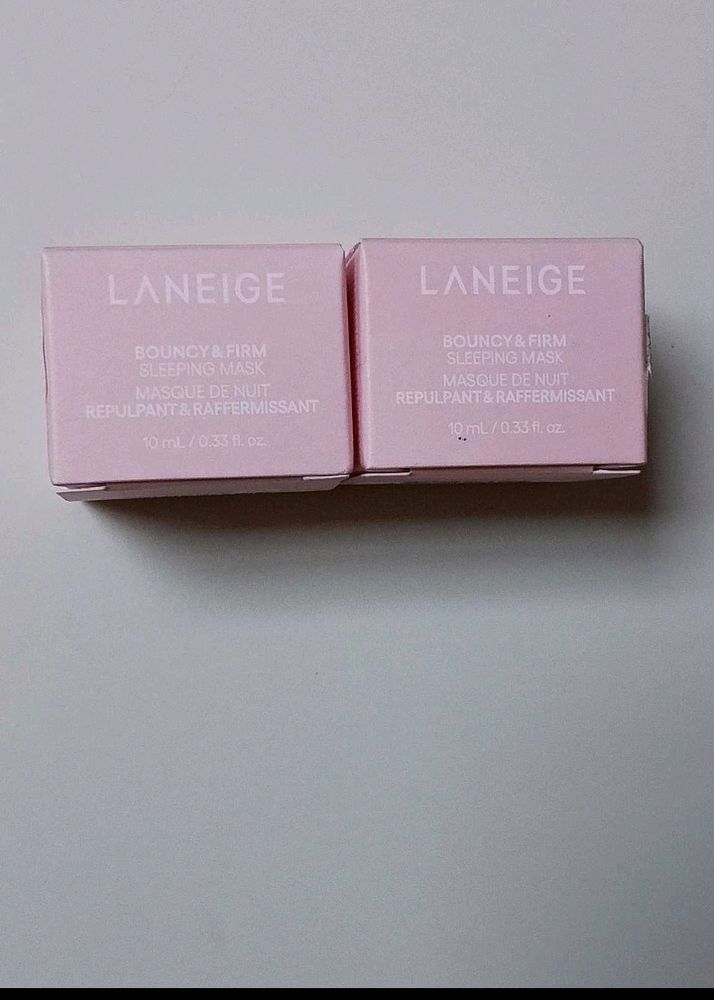 LANEIGE
BOUNCY & FIRM
SLEEPING MASK
MASQUE DE NUIT
REPULPANT & RAFFERMISSANT
10 mL / 0.33 fl. oz.
LANEIGE
BOUNCY & FIRM
SLEEPING MASK
MASQUE DE NUIT
REPULPANT & RAFFERMISSANT
10 mL / 0.33 fl. oz.